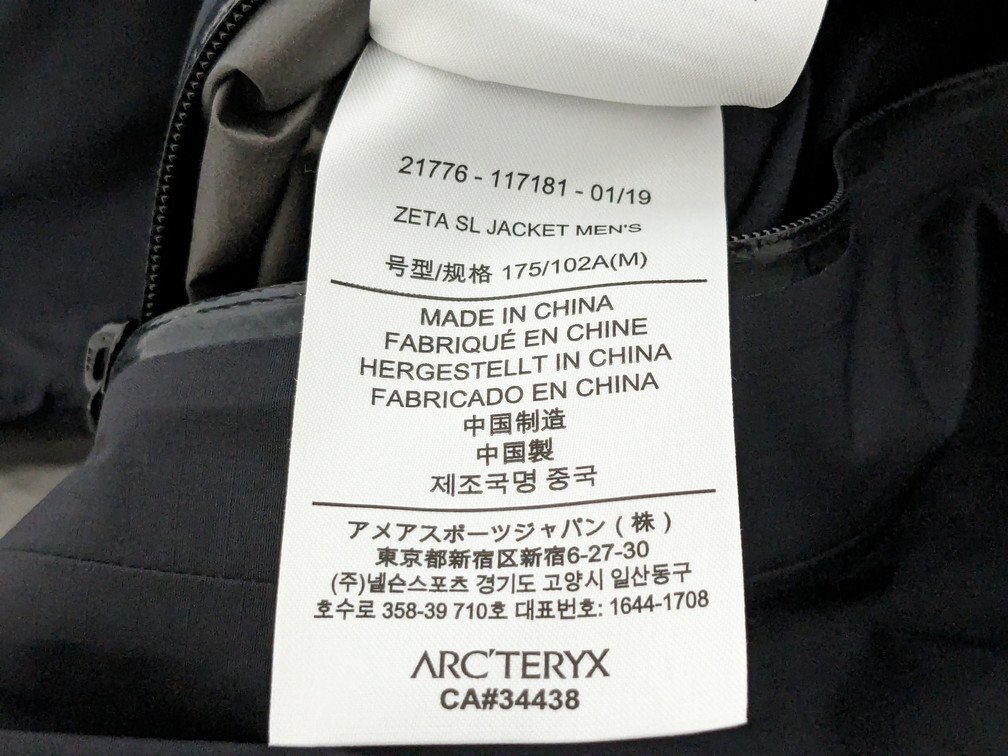 21776 - 117181 - 01/19
ZETA SL JACKET MEN'S
号型/规格 175/102A(M)
MADE IN CHINA
FABRIQUÉ EN CHINE
HERGESTELLT IN CHINA
FABRICADO EN CHINA
中国制造
中国製
제조국명 중국
アメアスポーツジャパン ( 株 )
東京都新宿区新宿6-27-30
(주)넬슨스포츠 경기도 고양시 일산동구
호수로 358-39 710호 대표번호: 1644-1708
ARC'TERYX
CA#34438